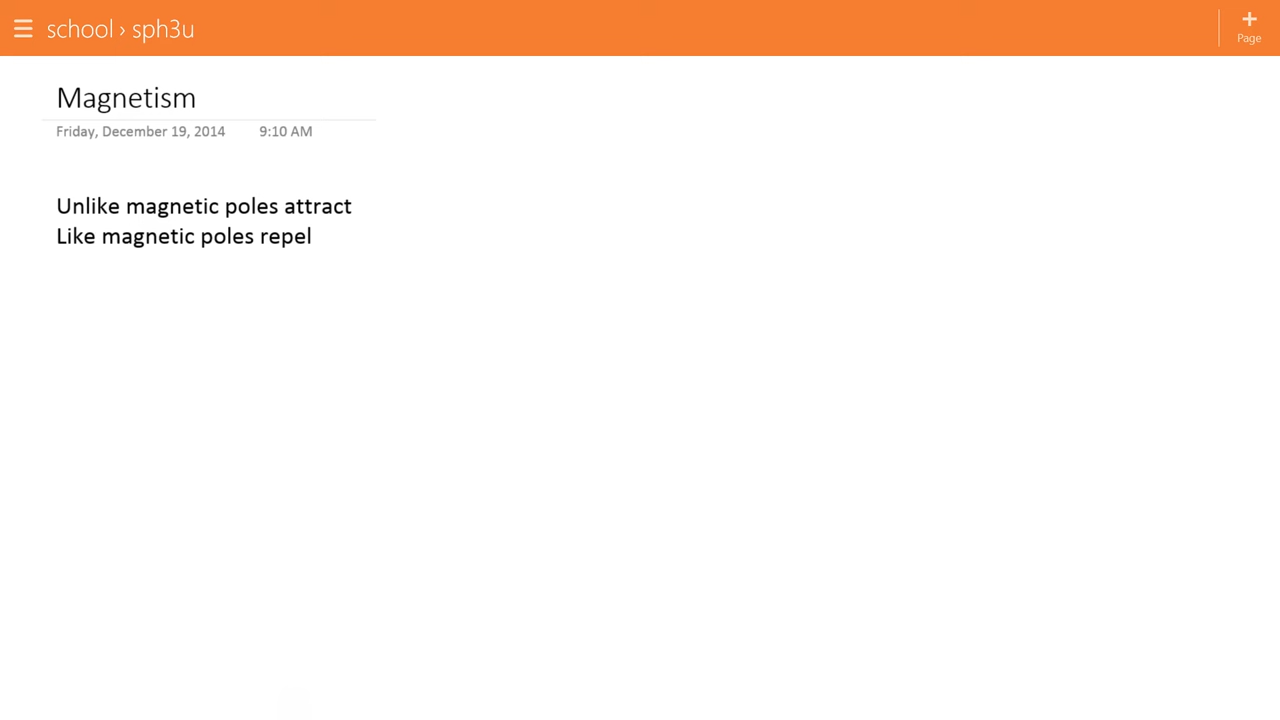 school › sph3u
Page
Magnetism
Friday, December 19, 2014 9:10 AM
Unlike magnetic poles attract
Like magnetic poles repel